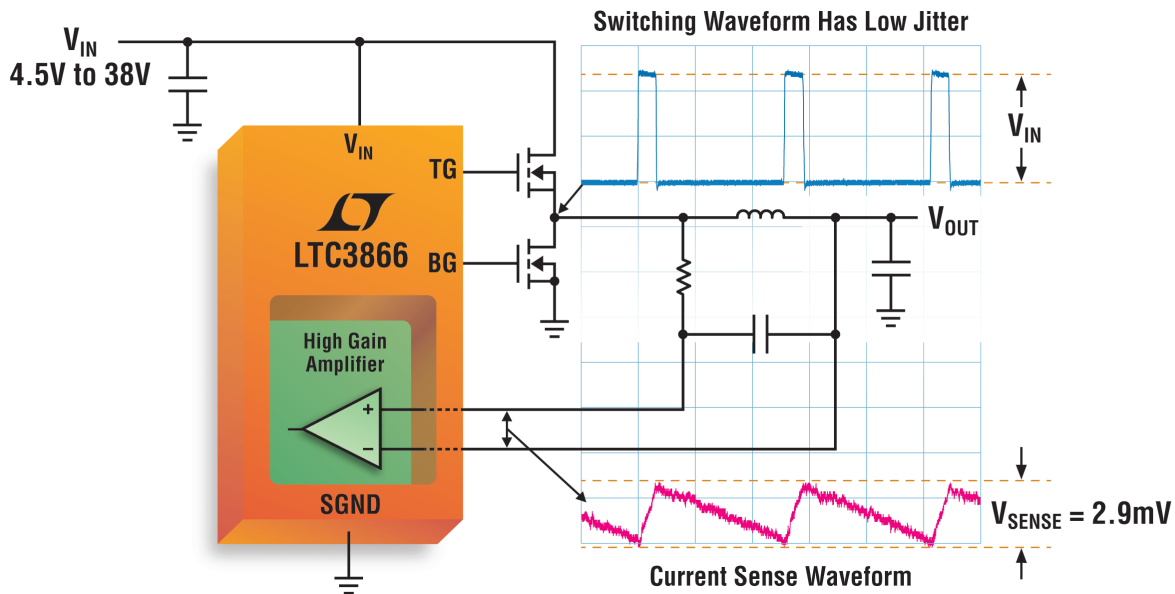 Switching Waveform Has Low Jitter
VIN
4.5V to 38V
VIN
TG
VIN
LTC3866
BG
VOUT
High Gain
Amplifier
+
−
SGND
VSENSE = 2.9mV
Current Sense Waveform